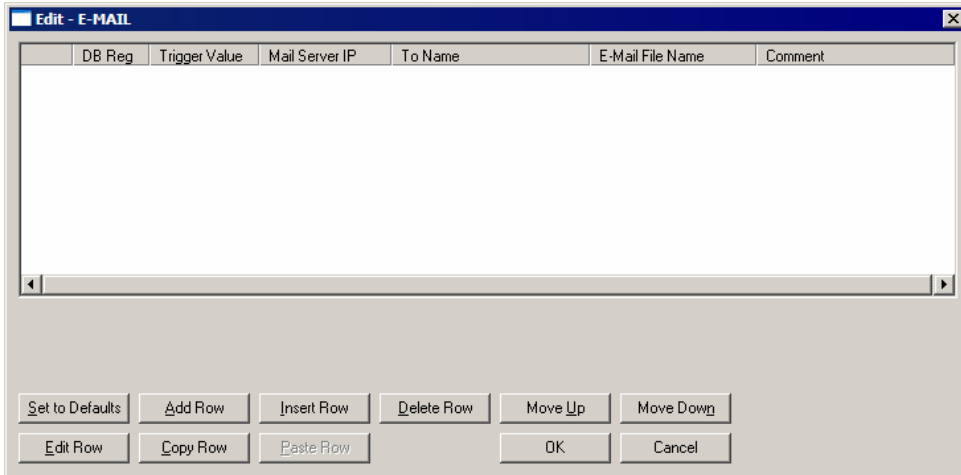 Edit - E-MAIL
DB Reg Trigger Value Mail Server IP To Name E-Mail File Name Comment
Set to Defaults Add Row Insert Row Delete Row Move Up Move Down
Edit Row Copy Row Paste Row OK Cancel